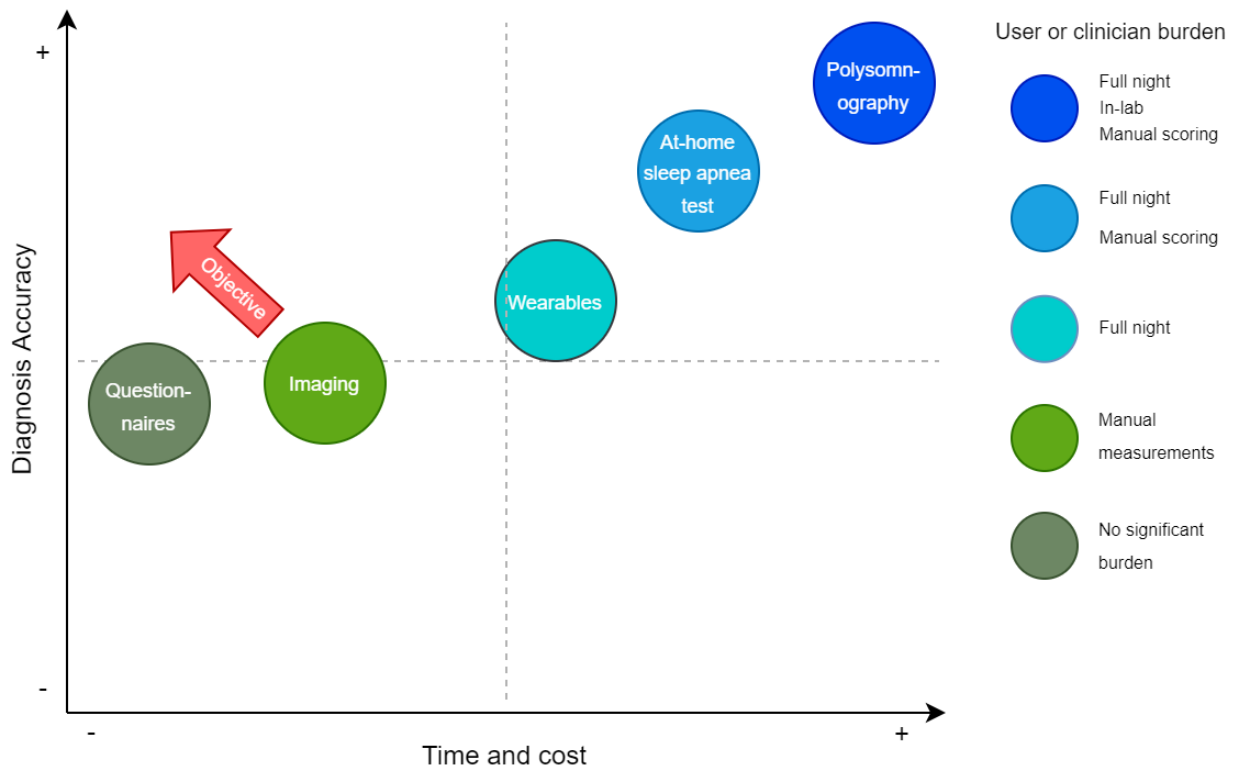 +
Diagnosis Accuracy
-
-
Time and cost
+
Polysomn-
ography
At-home
sleep apnea
test
Wearables
Objective
Imaging
Question-
naires
User or clinician burden
Full night
In-lab
Manual scoring
Full night
Manual scoring
Full night
Manual
measurements
No significant
burden